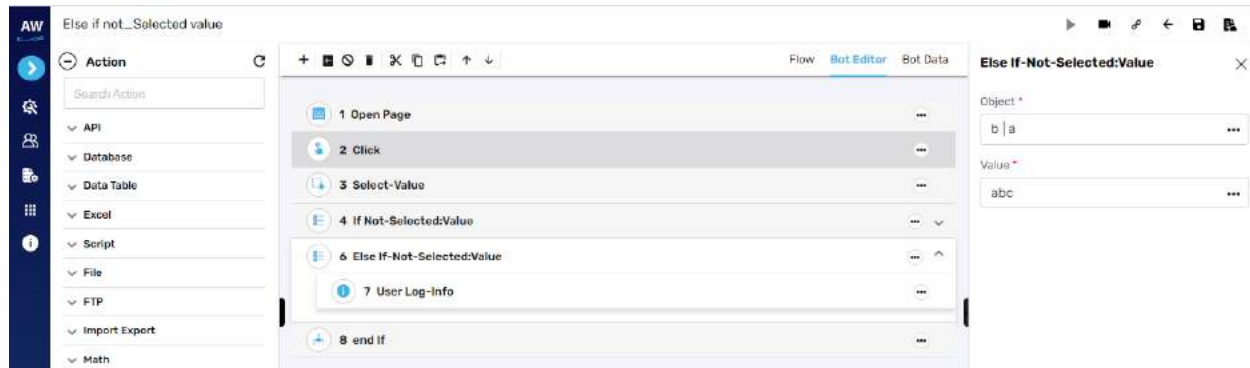 AW
Else if not_Selected value
Action
Search Action
API
Database
Data Table
Excel
Script
File
FTP
Import Export
Math
Flow Bot Editor Bot Data
1 Open Page
2 Click
3 Select-Value
4 If Not-Selected:Value
6 Else If-Not-Selected:Value
7 User Log-Info
8 end If
Else If-Not-Selected:Value
Object *
b | a
Value *
abc